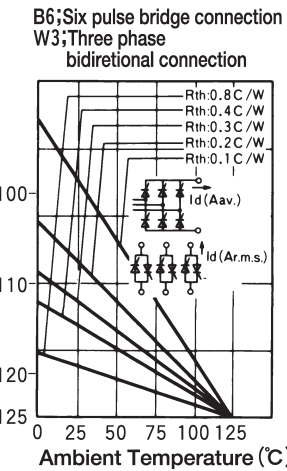 B6;Six pulse bridge connection
W3;Three phase
bidiretional connection
Rth:0.8C/W
Rth:0.4C/W
Rth:0.3C/W
Rth:0.2C/W
Rth:0.1C/W
Id(Aav.)
Id(Ar.m.s.)
100
110
120
125
0 25 50 75 100 125
Ambient Temperature (℃)